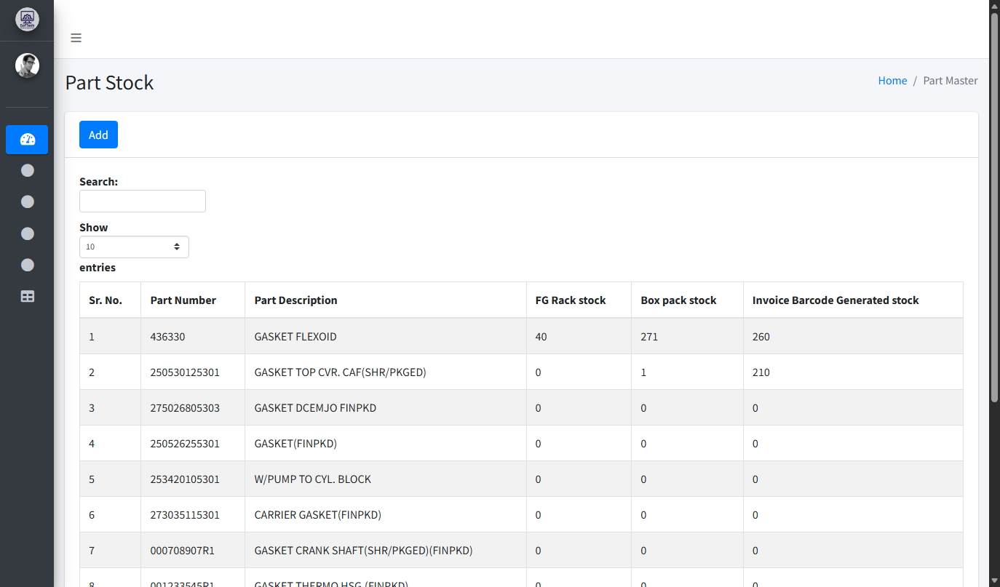 SofTech
Part Stock
Home / Part Master
Add
Search:
Show
10
entries
Sr. No. Part Number Part Description FG Rack stock Box pack stock Invoice Barcode Generated stock
1 436330 GASKET FLEXOID 40 271 260
2 250530125301 GASKET TOP CVR. CAF(SHR/PKGED) 0 1 210
3 275026805303 GASKET DCEMJO FINPKD 0 0 0
4 250526255301 GASKET(FINPKD) 0 0 0
5 253420105301 W/PUMP TO CYL. BLOCK 0 0 0
6 273035115301 CARRIER GASKET(FINPKD) 0 0 0
7 000708907R1 GASKET CRANK SHAFT(SHR/PKGED)(FINPKD) 0 0 0
8 001233545R1 GASKET THERMO HSG.(FINPKD) 0 0 0